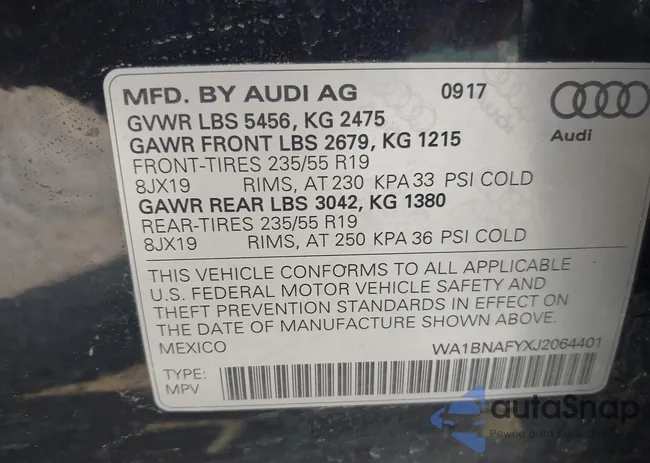 MFD. BY AUDI AG 0917
GVWR LBS 5456, KG 2475
GAWR FRONT LBS 2679, KG 1215
Audi
FRONT-TIRES 235/55 R19
8JX19 RIMS, AT 230 KPA 33 PSI COLD
GAWR REAR LBS 3042, KG 1380
REAR-TIRES 235/55 R19
8JX19 RIMS, AT 250 KPA 36 PSI COLD
THIS VEHICLE CONFORMS TO ALL APPLICABLE
U.S. FEDERAL MOTOR VEHICLE SAFETY AND
THEFT PREVENTION STANDARDS IN EFFECT ON
THE DATE OF MANUFACTURE SHOWN ABOVE.
MEXICO WA1BNAFYXJ2064401
TYPE:
MPV
autaSnap